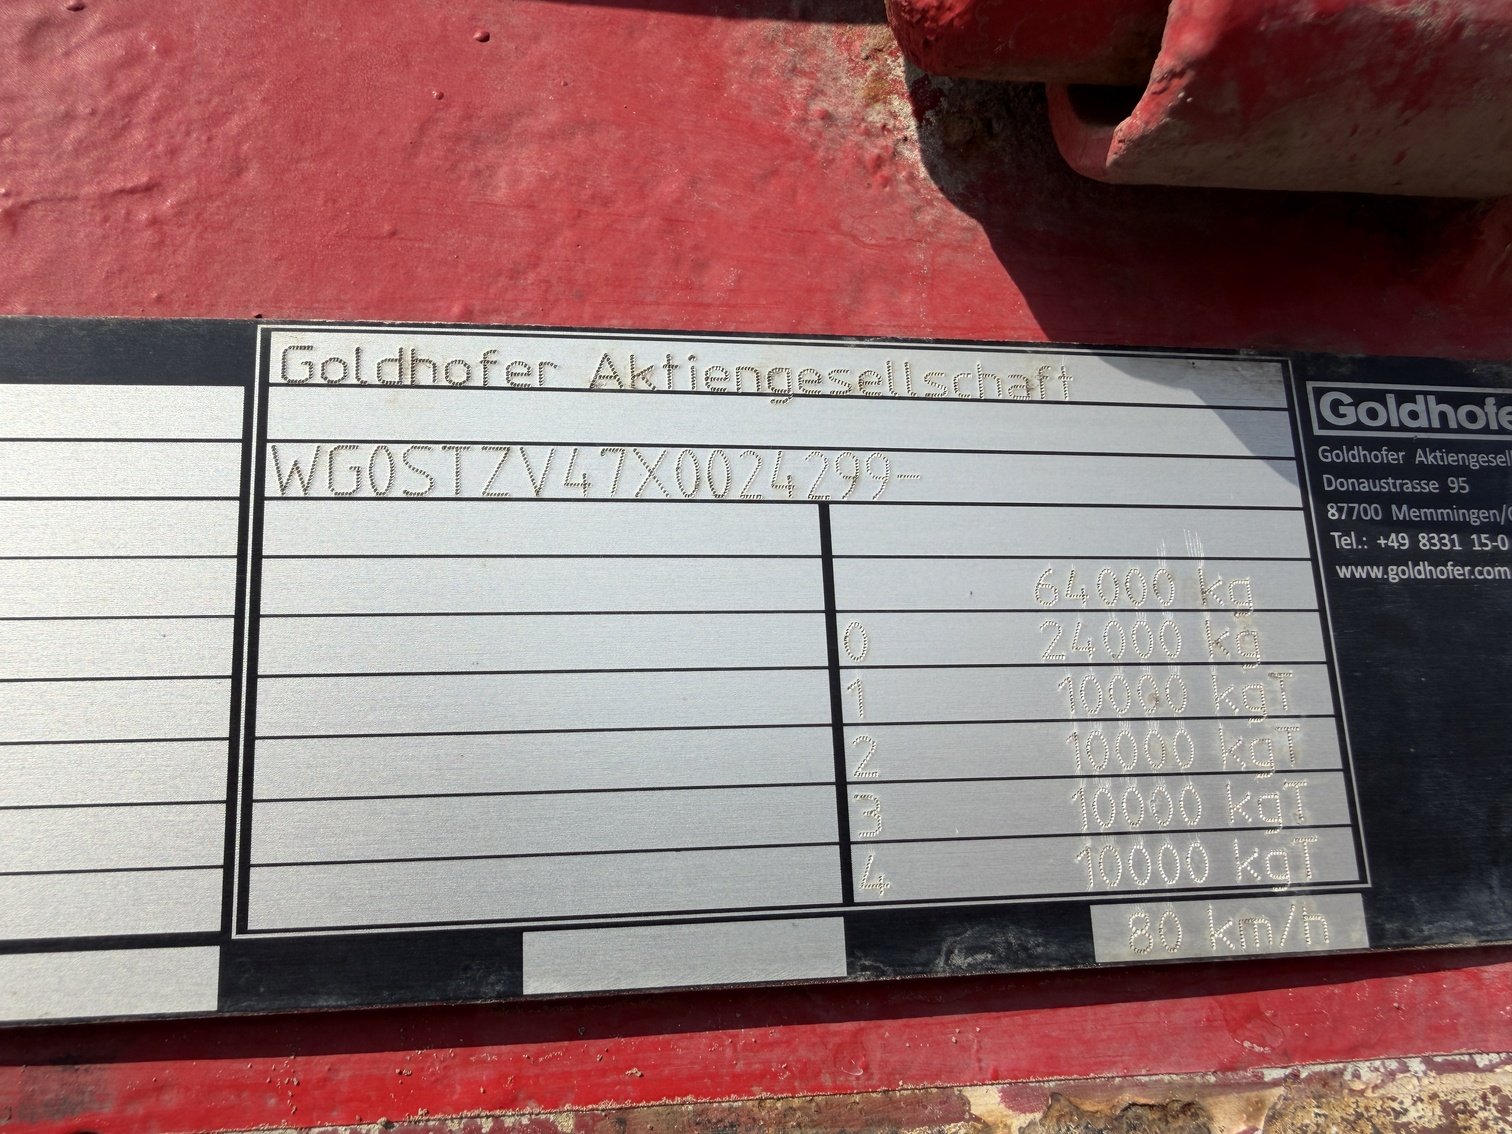 Goldhofer Aktiengesellschaft
WG0STZV47X0024299-
64000 kg
0 24000 kg
1 10000 kgT
2 10000 kgT
3 10000 kgT
4 10000 kgT
80 km/h
Goldhofe
Goldhofer Aktiengesell
Donaustrasse 95
87700 Memmingen/
Tel.: +49 8331 15-0
www.goldhofer.com